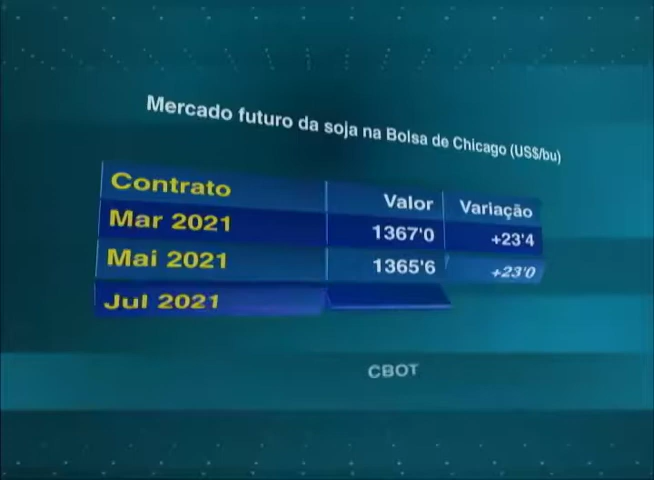 Mercado futuro da soja na Bolsa de Chicago (US$/bu)
Contrato Valor Variação
Mar 2021 1367'0 +23'4
Mai 2021 1365'6 +23'0
Jul 2021
CBOT